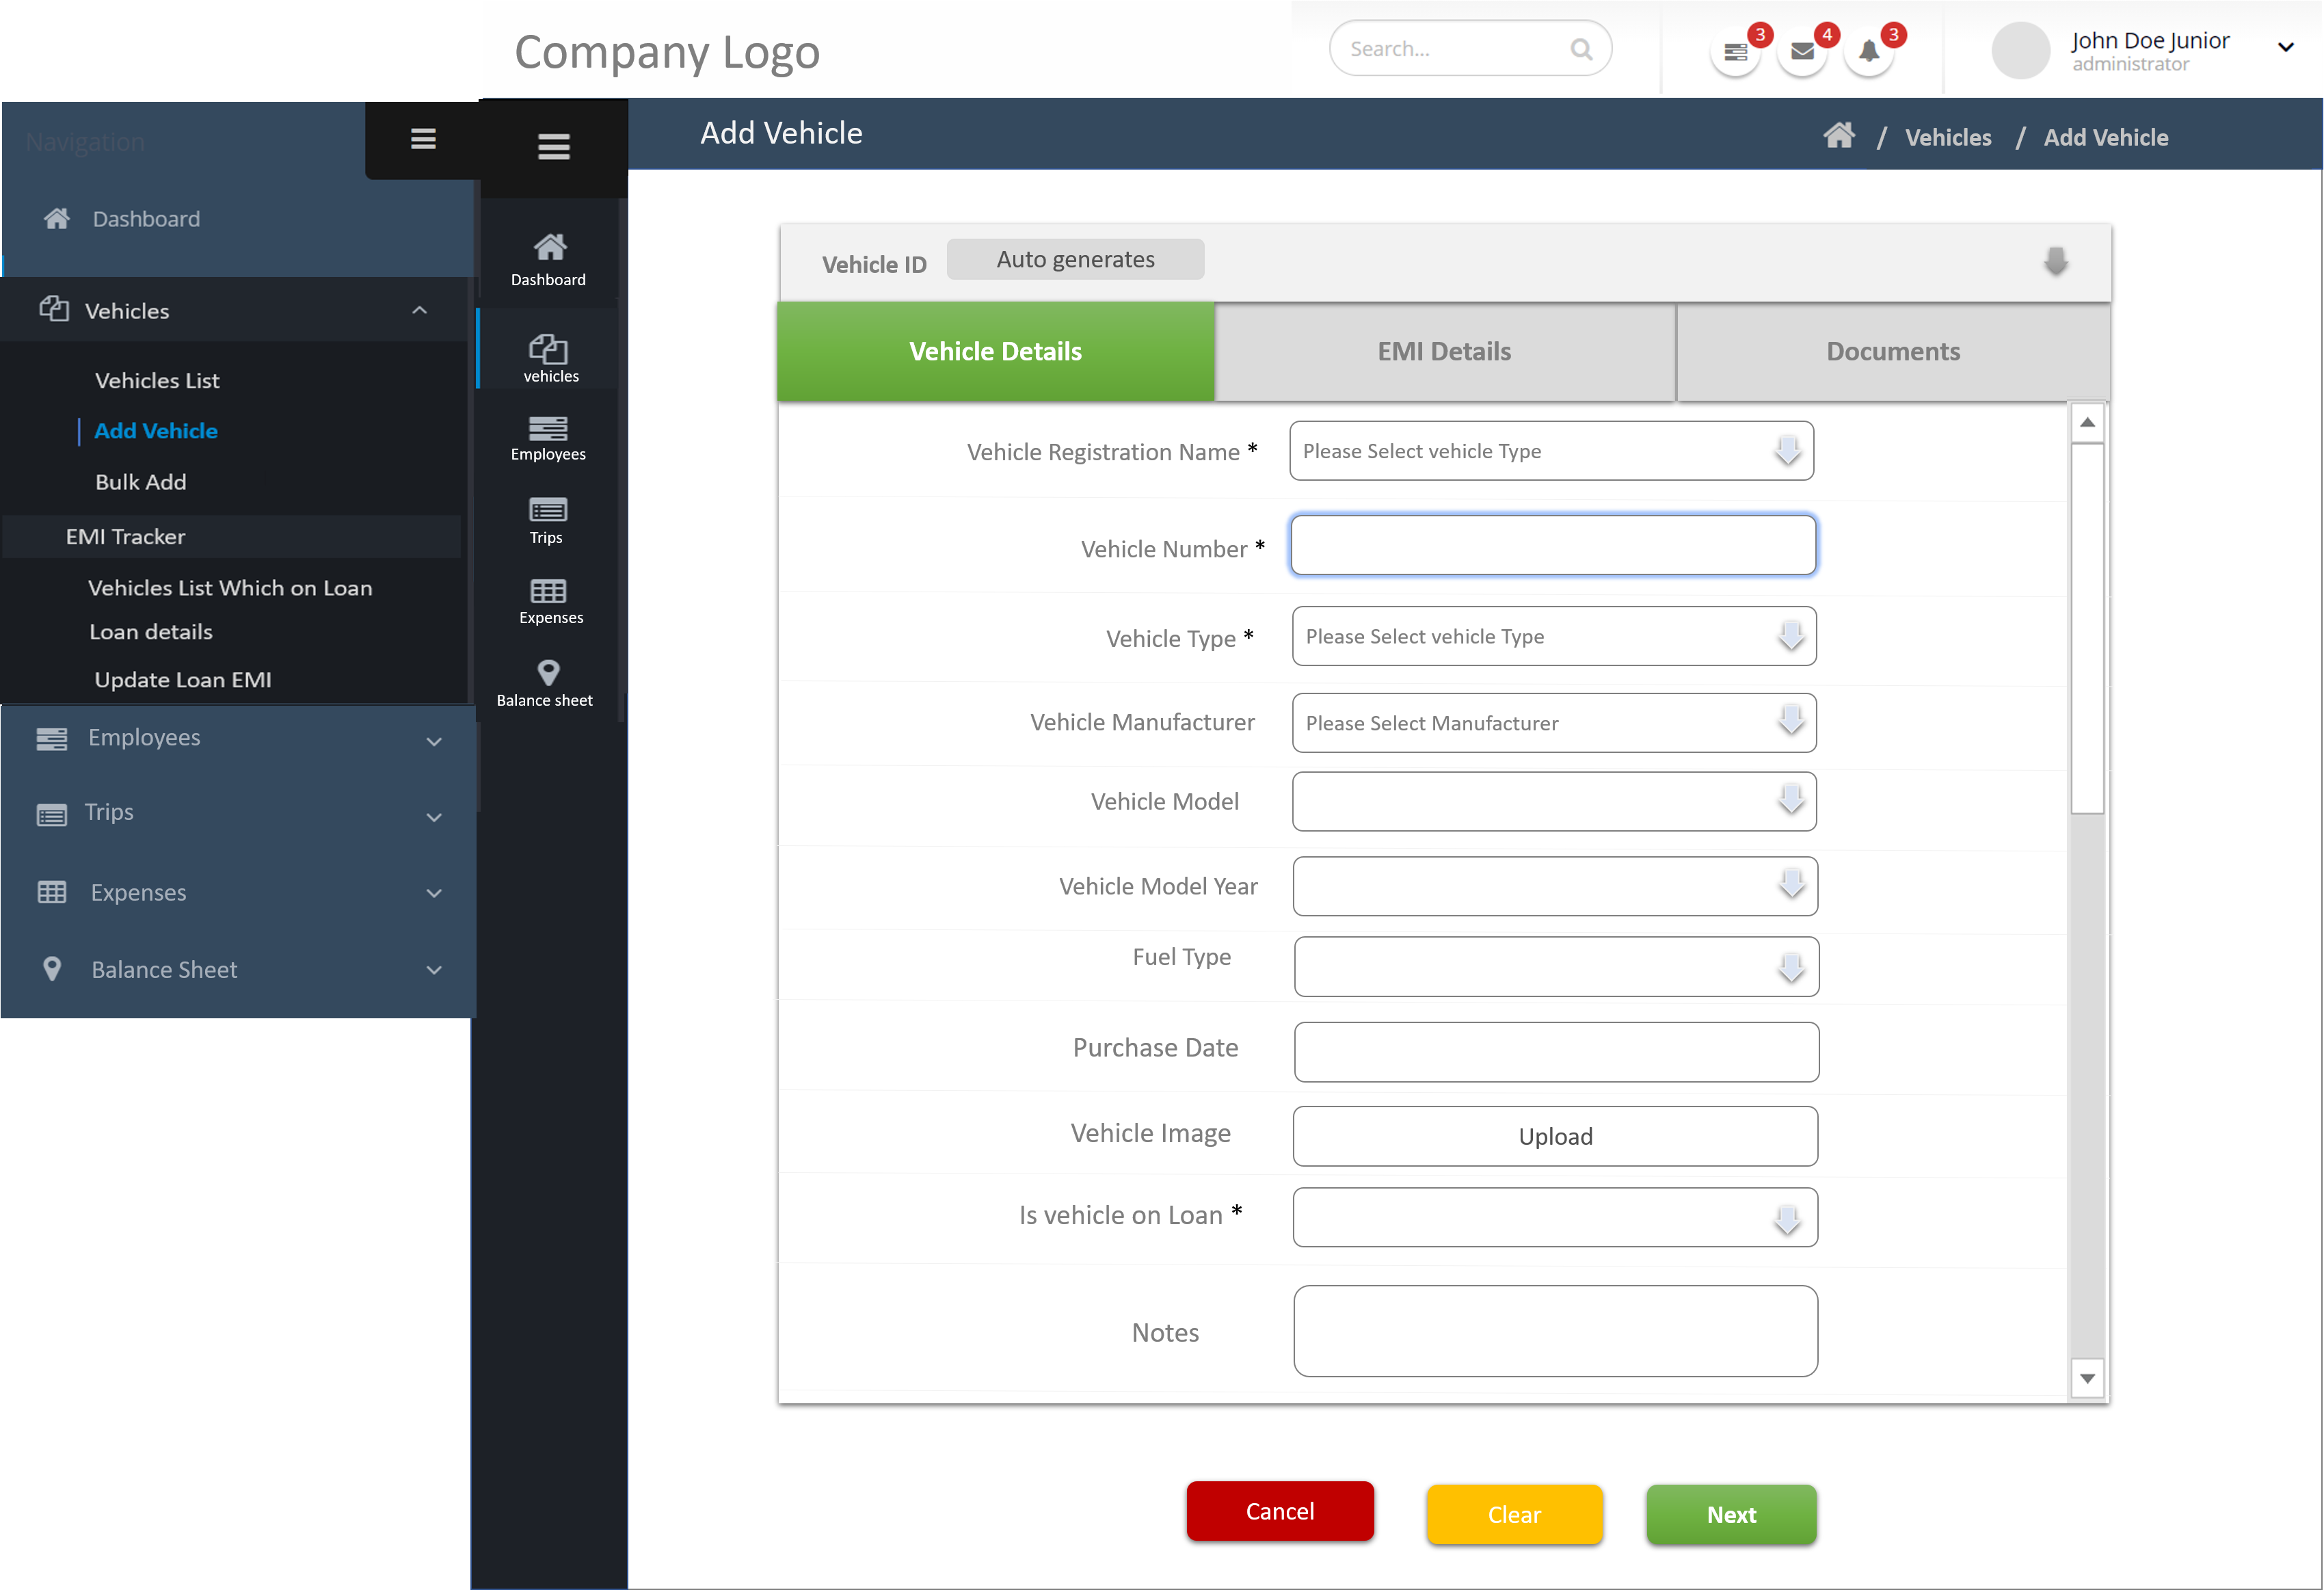 Company Logo
Search...
3
4
3
John Doe Junior
administrator
Navigation
Dashboard
Vehicles
Vehicles List
Add Vehicle
Bulk Add
EMI Tracker
Vehicles List Which on Loan
Loan details
Update Loan EMI
Employees
Trips
Expenses
Balance Sheet
Dashboard
vehicles
Employees
Trips
Expenses
Balance sheet
Add Vehicle
/ Vehicles / Add Vehicle
Vehicle ID Auto generates
Vehicle Details EMI Details Documents
Vehicle Registration Name * Please Select vehicle Type
Vehicle Number *
Vehicle Type * Please Select vehicle Type
Vehicle Manufacturer Please Select Manufacturer
Vehicle Model
Vehicle Model Year
Fuel Type
Purchase Date
Vehicle Image Upload
Is vehicle on Loan *
Notes
Cancel Clear Next